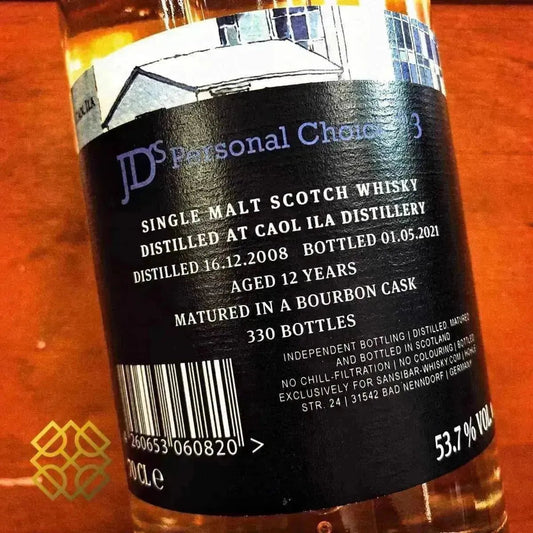 JD's Personal Choice 3
SINGLE MALT SCOTCH WHISKY
DISTILLED AT CAOL ILA DISTILLERY
DISTILLED 16.12.2008 BOTTLED 01.05.2021
AGED 12 YEARS
MATURED IN A BOURBON CASK
330 BOTTLES
INDEPENDENT BOTTLING | DISTILLED, MATURED
AND BOTTLED IN SCOTLAND
NO CHILL-FILTRATION | NO COLOURING | BOTTLED
EXCLUSIVELY FOR SANSIBAR-WHISKY.COM | HOHE
STR. 24 | 31542 BAD NENNDORF | GERMANY
4 260653 060820 >
70 CL e
53.7 % VOL.